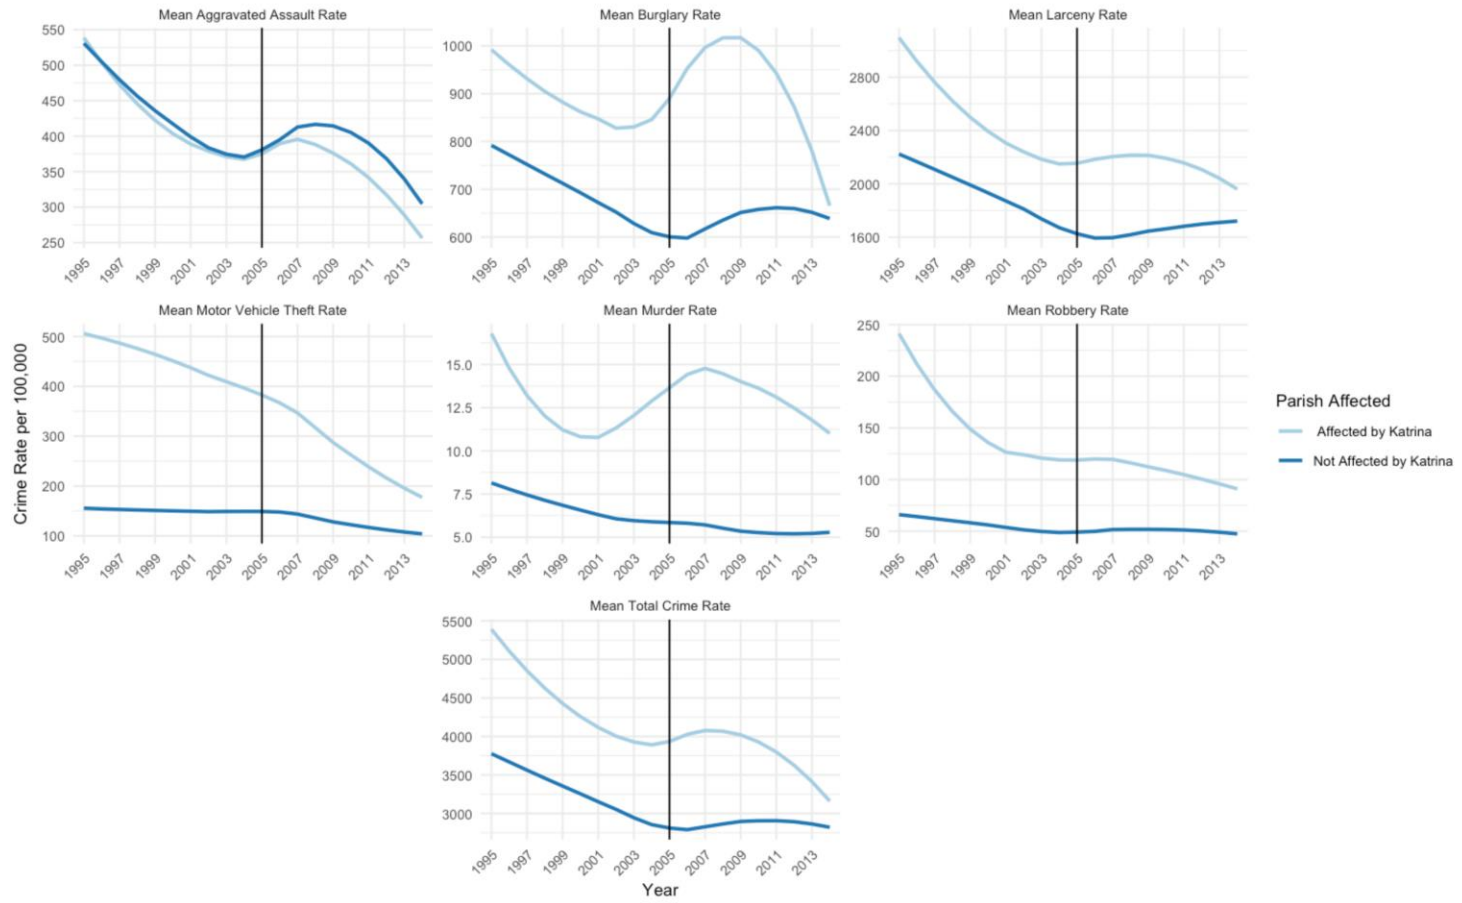 Mean Aggravated Assault Rate
550
500
450
400
350
300
250
1995 1997 1999 2001 2003 2005 2007 2009 2011 2013
Mean Burglary Rate
1000
900
800
700
600
1995 1997 1999 2001 2003 2005 2007 2009 2011 2013
Mean Larceny Rate
2800
2400
2000
1600
1995 1997 1999 2001 2003 2005 2007 2009 2011 2013
Crime Rate per 100,000
Mean Motor Vehicle Theft Rate
500
400
300
200
100
1995 1997 1999 2001 2003 2005 2007 2009 2011 2013
Mean Murder Rate
15.0
12.5
10.0
7.5
5.0
1995 1997 1999 2001 2003 2005 2007 2009 2011 2013
Mean Robbery Rate
250
200
150
100
50
1995 1997 1999 2001 2003 2005 2007 2009 2011 2013
Parish Affected
Affected by Katrina
Not Affected by Katrina
Mean Total Crime Rate
5500
5000
4500
4000
3500
3000
1995 1997 1999 2001 2003 2005 2007 2009 2011 2013
Year